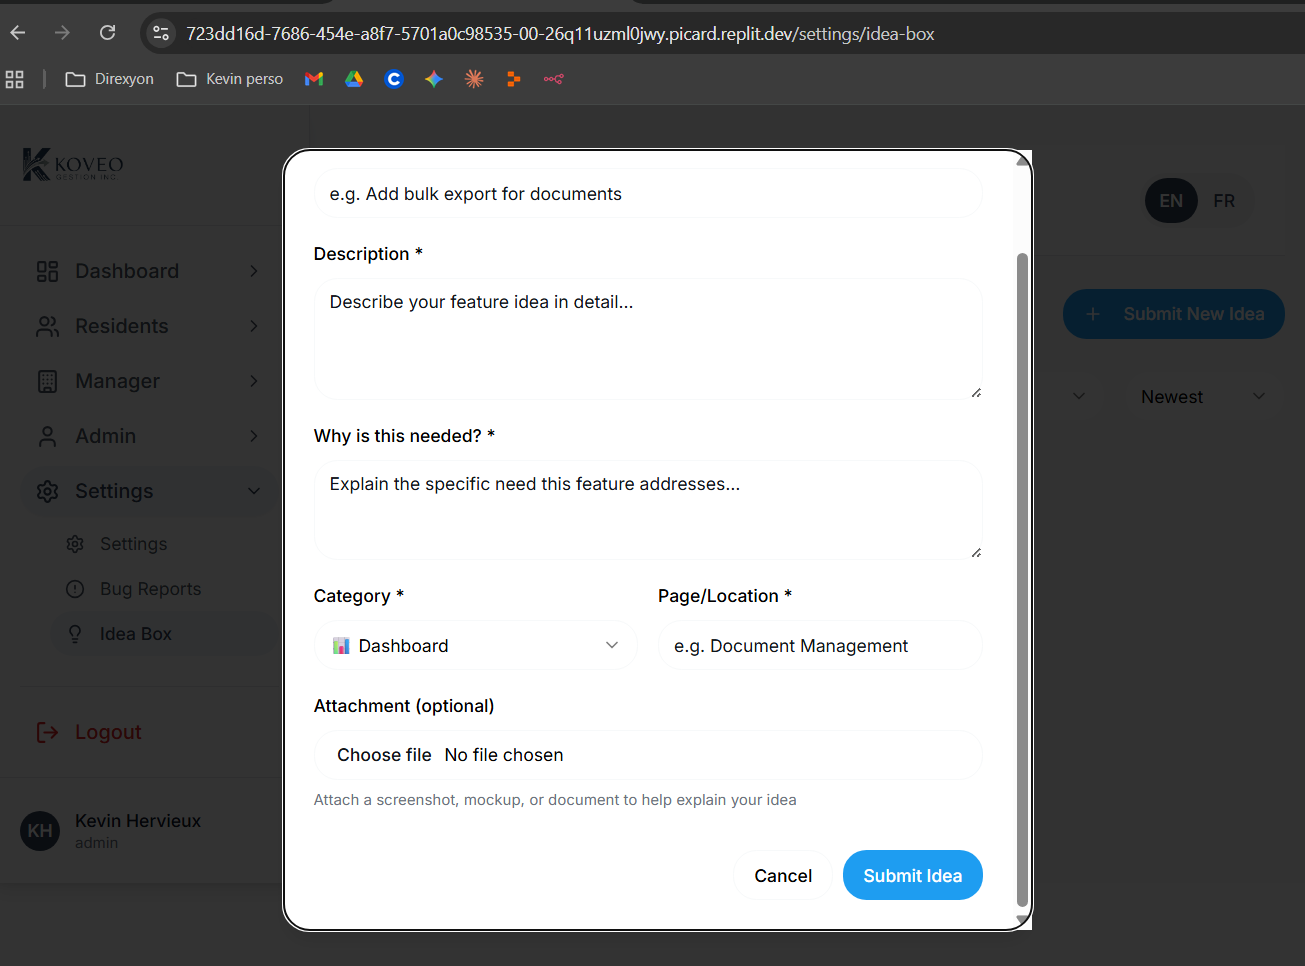 723dd16d-7686-454e-a8f7-5701a0c98535-00-26q11uzml0jwy.picard.replit.dev/settings/idea-box
Direxyon
Kevin perso
KOVEO
GESTION INC.
EN FR
Dashboard
Residents
Manager
Admin
Settings
Settings
Bug Reports
Idea Box
Logout
KH
Kevin Hervieux
admin
+ Submit New Idea
Newest
e.g. Add bulk export for documents
Description *
Describe your feature idea in detail...
Why is this needed? *
Explain the specific need this feature addresses...
Category * Page/Location *
Dashboard e.g. Document Management
Attachment (optional)
Choose file No file chosen
Attach a screenshot, mockup, or document to help explain your idea
Cancel Submit Idea